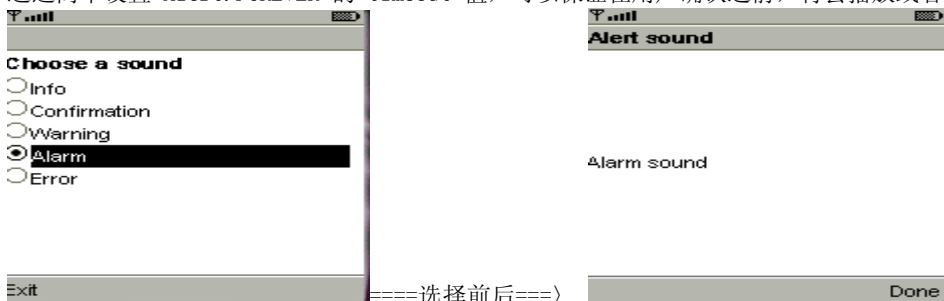 Alert sound
Choose a sound
Info
Confirmation
Warning
Alarm
Error
Alarm sound
Exit
====选择前后===〉
Done